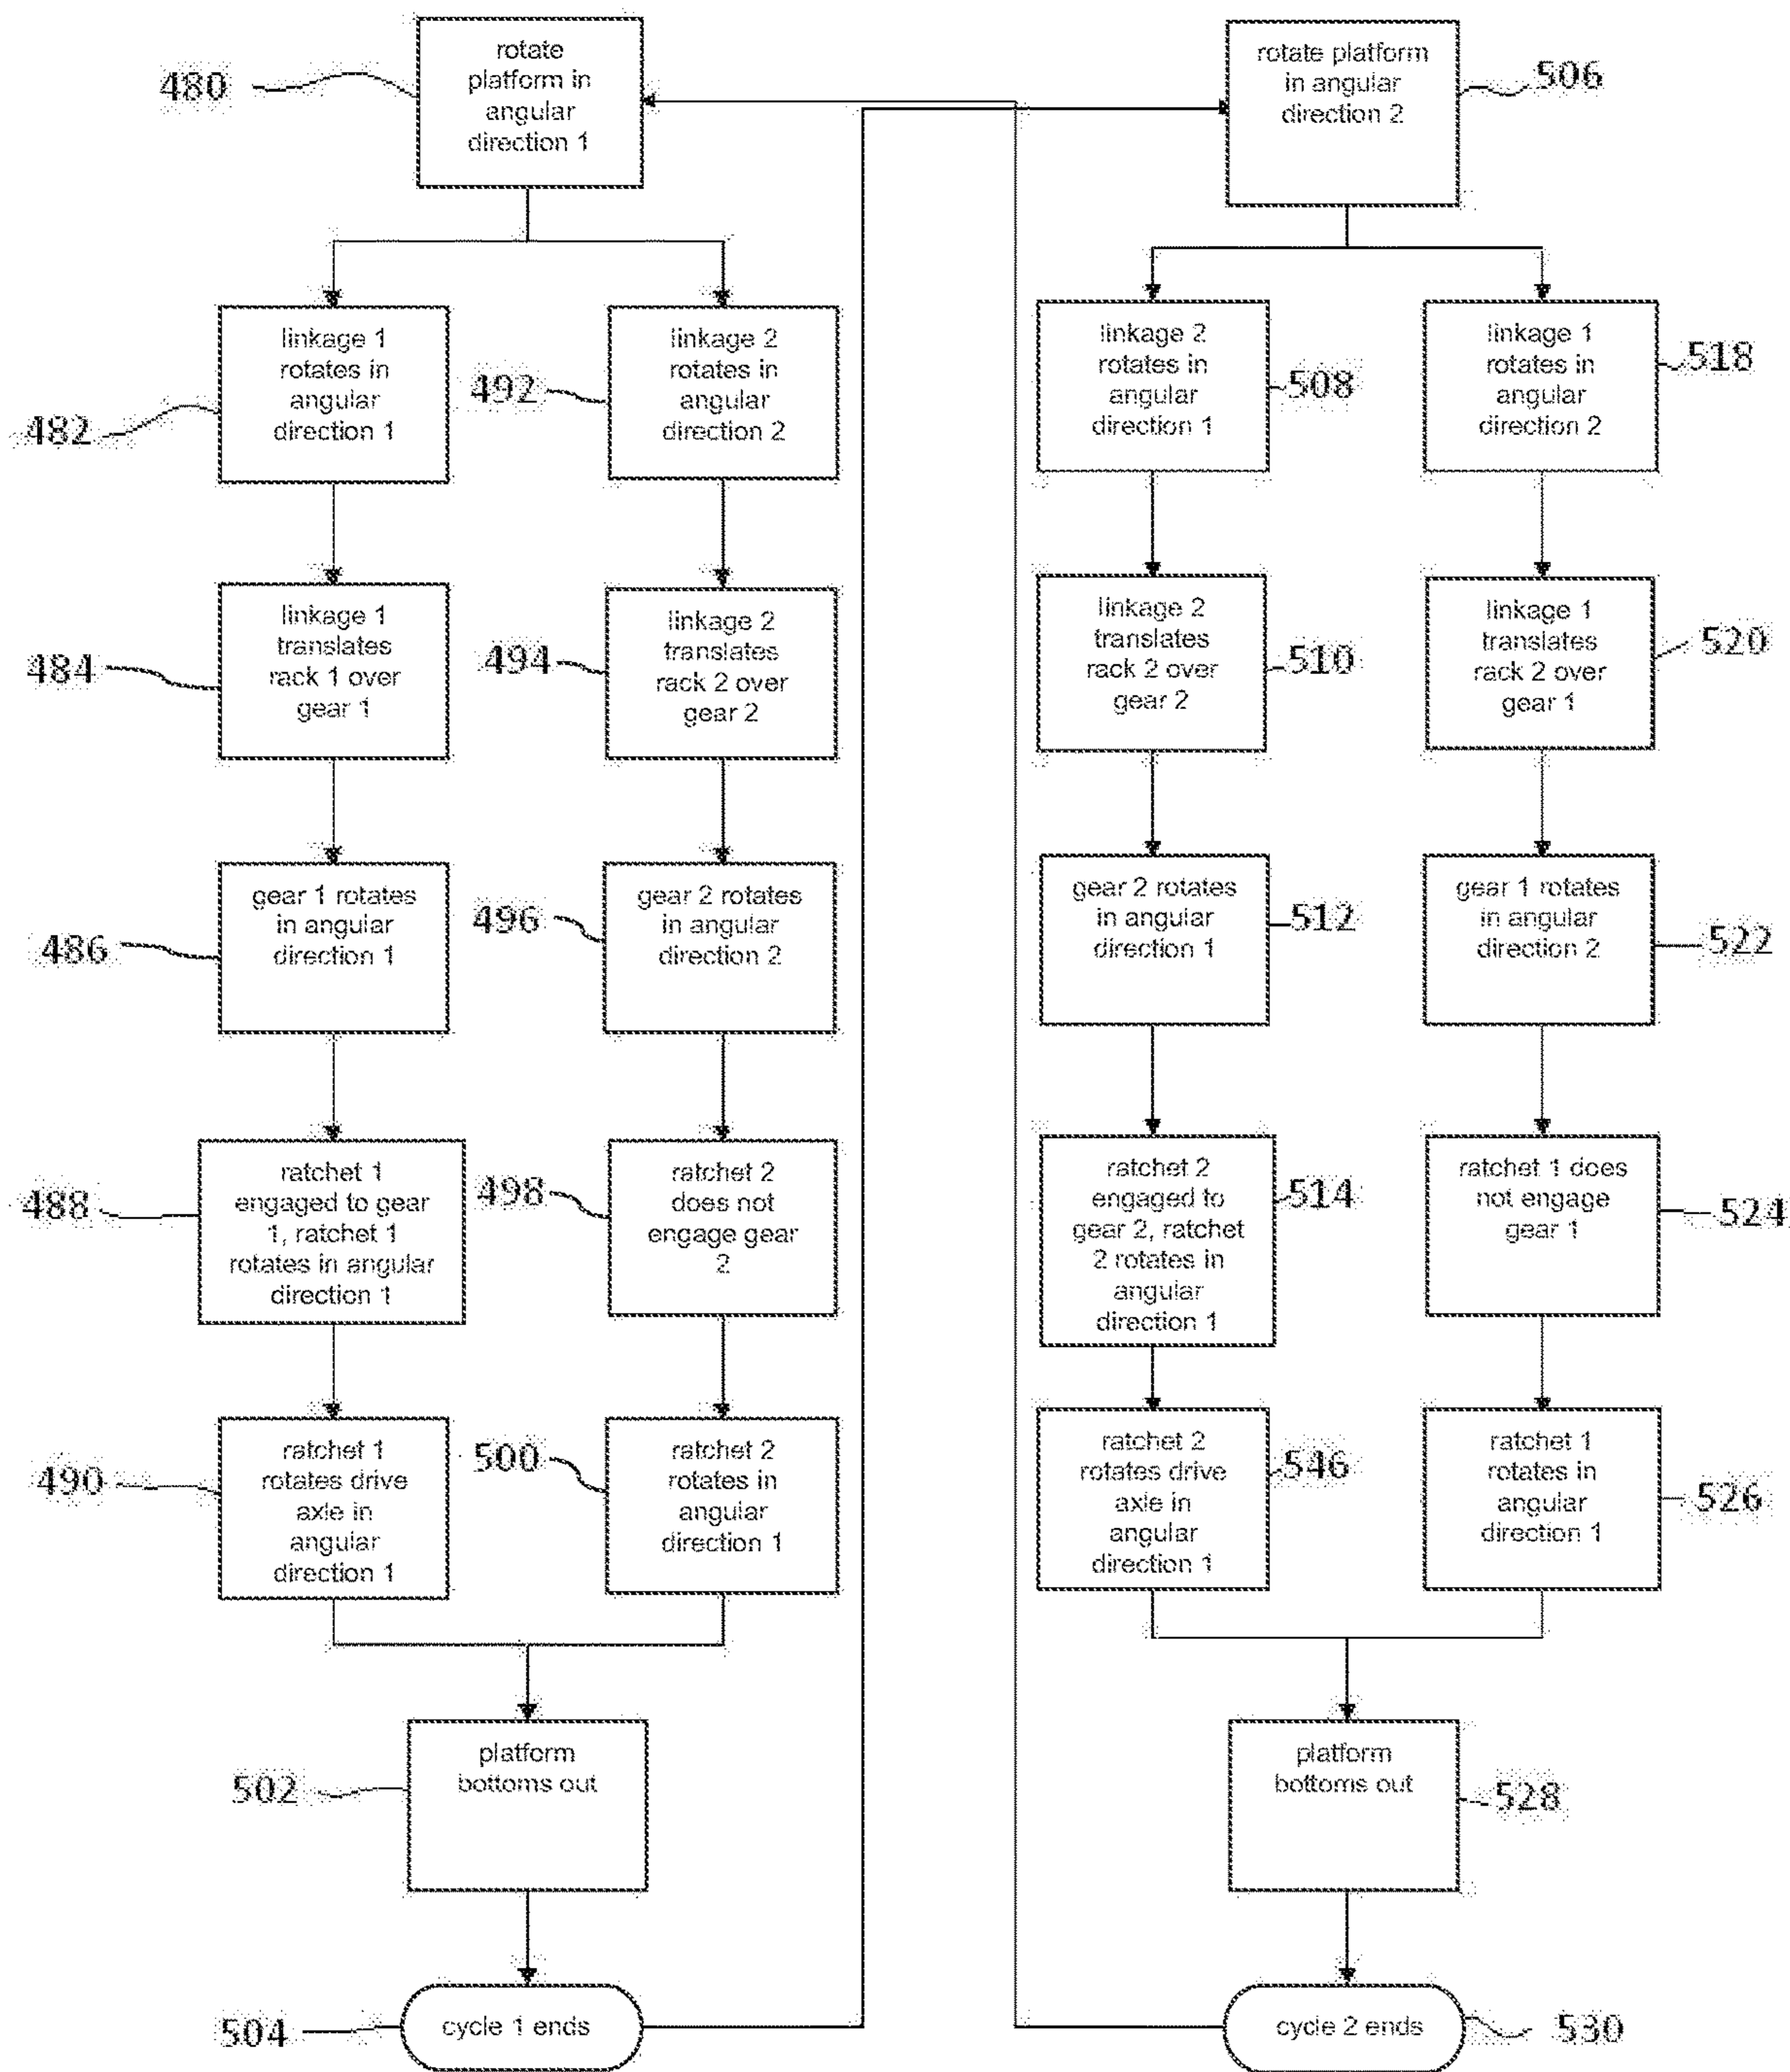 480
rotate
platform in
angular
direction 1
rotate platform
in angular
direction 2
506
482
linkage 1
rotates in
angular
direction 1
492
linkage 2
rotates in
angular
direction 2
linkage 2
rotates in
angular
direction 1
508
linkage 1
rotates in
angular
direction 2
518
484
linkage 1
translates
rack 1 over
gear 1
494
linkage 2
translates
rack 2 over
gear 2
linkage 2
translates
rack 2 over
gear 2
510
linkage 1
translates
rack 2 over
gear 1
520
486
gear 1 rotates
in angular
direction 1
496
gear 2 rotates
in angular
direction 2
gear 2 rotates
in angular
direction 1
512
gear 1 rotates
in angular
direction 2
522
488
ratchet 1
engaged to gear
1, ratchet 1
rotates in angular
direction 1
498
ratchet 2
does not
engage gear
2
ratchet 2
engaged to
gear 2, ratchet
2 rotates in
angular
direction 1
514
ratchet 1 does
not engage
gear 1
524
490
ratchet 1
rotates drive
axle in
angular
direction 1
500
ratchet 2
rotates in
angular
direction 1
ratchet 2
rotates drive
axle in
angular
direction 1
546
ratchet 1
rotates in
angular
direction 1
526
502
platform
bottoms out
platform
bottoms out
528
504
cycle 1 ends
cycle 2 ends
530